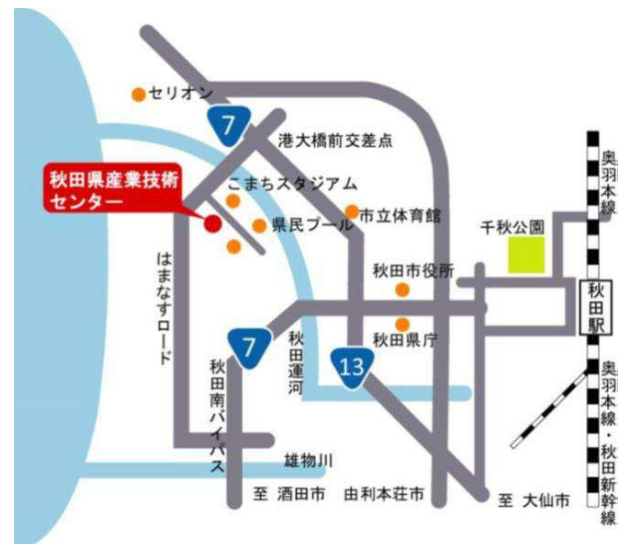 セリオン
7
港大橋前交差点
奥羽本線
秋田県産業技術
センター
こまちスタジアム
県民プール
市立体育館
千秋公園
はまなすロード
秋田市役所
秋田駅
秋田県庁
7
秋田運河
13
秋田南バイパス
奥羽本線・秋田新幹線
雄物川
至 酒田市
由利本荘市
至 大仙市